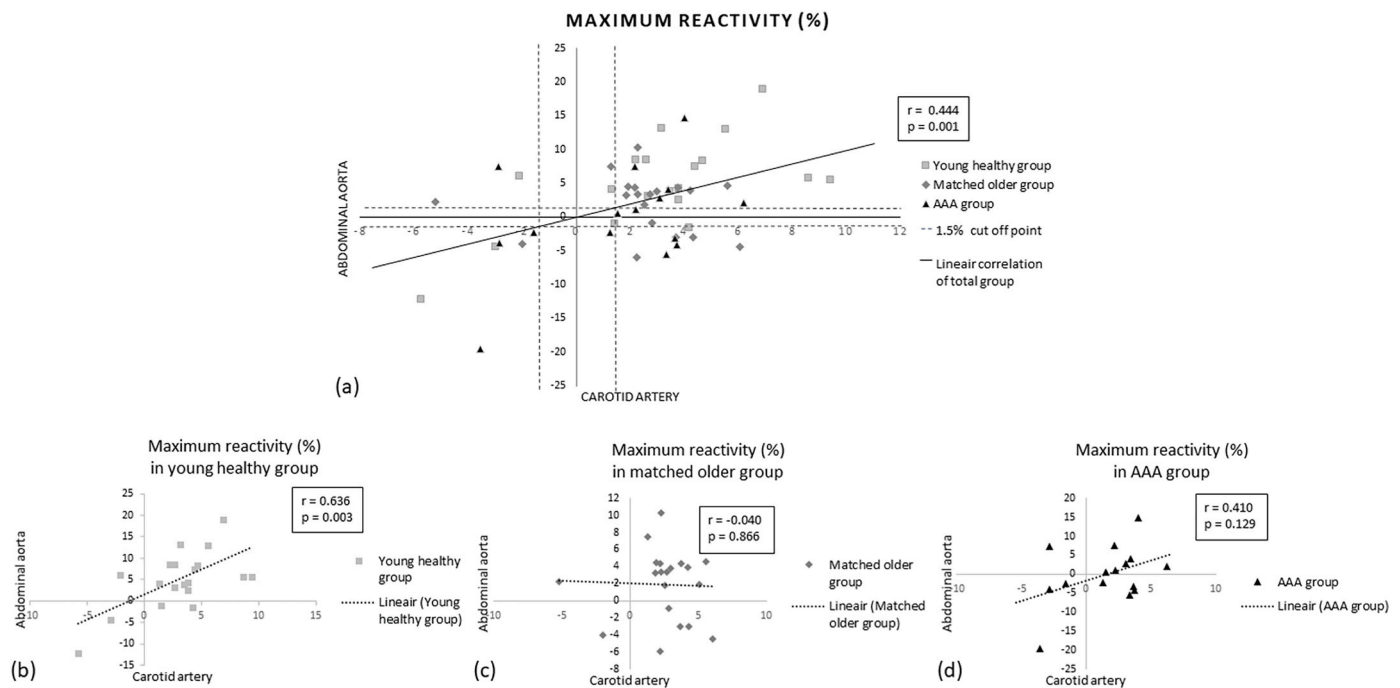 MAXIMUM REACTIVITY (%)
25
20
15
10
5
0
-5
-10
-15
-20
-25
-8
-6
-4
-2
0
2
4
6
8
10
12
ABDOMINAL AORTA
CAROTID ARTERY
r = 0.444
p = 0.001
Young healthy group
Matched older group
AAA group
1.5% cut off point
Lineair correlation
of total group
(a)
Maximum reactivity (%)
in young healthy group
25
20
15
10
5
0
-5
-10
-15
-10
-5
0
5
10
15
Abdominal aorta
Carotid artery
r = 0.636
p = 0.003
Young healthy
group
Lineair (Young
healthy group)
(b)
Maximum reactivity (%)
in matched older group
12
10
8
6
4
2
0
-2
-4
-6
-8
-10
-5
0
5
10
Abdominal aorta
Carotid artery
r = -0.040
p = 0.866
Matched older
group
Lineair (Matched
older group)
(c)
Maximum reactivity (%)
in AAA group
20
15
10
5
0
-5
-10
-15
-20
-25
-10
-5
0
5
10
Abdominal aorta
Carotid artery
r = 0.410
p = 0.129
AAA group
Lineair (AAA group)
(d)